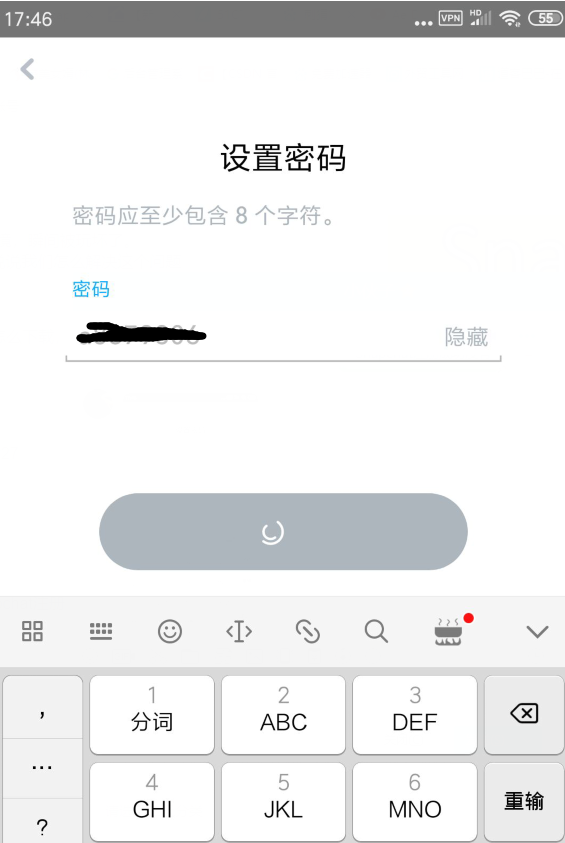 17:46 ... VPN HD 55
设置密码
密码应至少包含 8 个字符。
密码
隐藏
, 1 2 3
分词 ABC DEF
... 4 5 6
GHI JKL MNO 重输
?